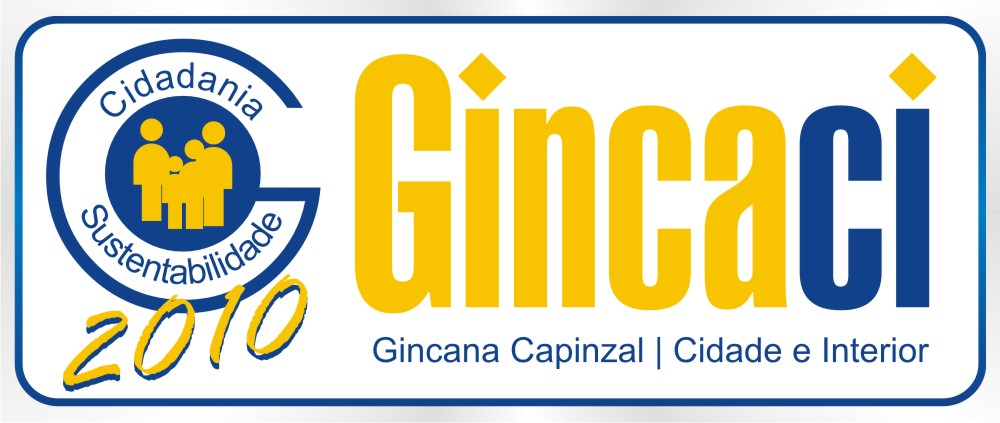 Cidadania
Sustentabilidade
2010
Gincaci
Gincana Capinzal | Cidade e Interior